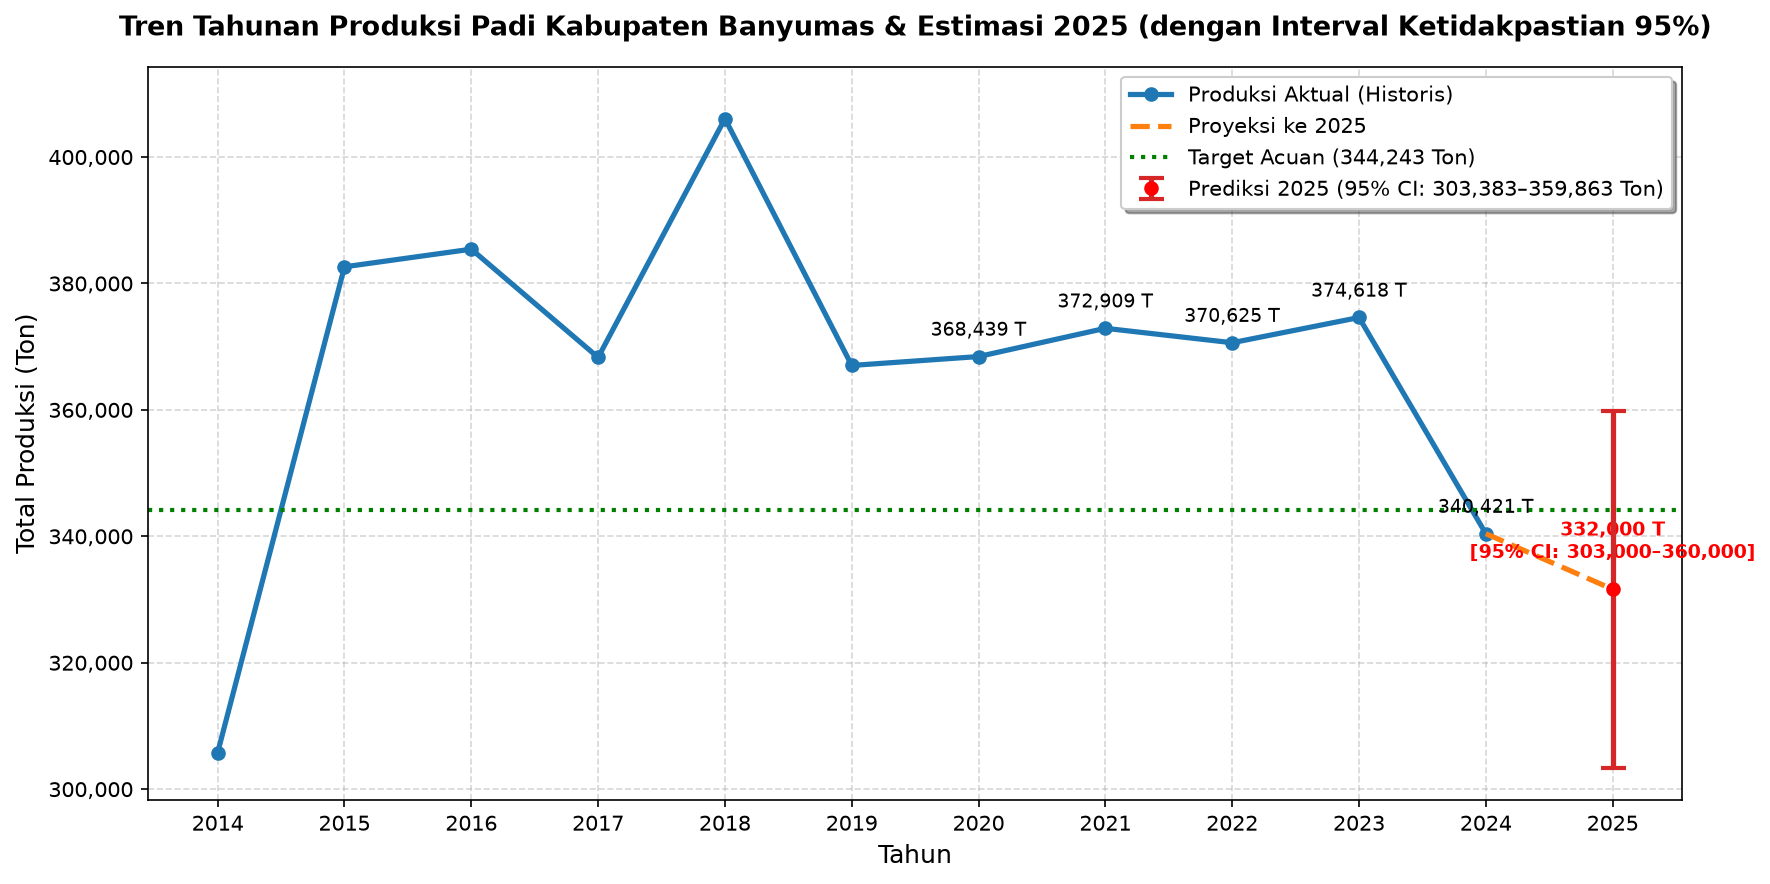 Tren Tahunan Produksi Padi Kabupaten Banyumas & Estimasi 2025 (dengan Interval Ketidakpastian 95%)
Produksi Aktual (Historis)
Proyeksi ke 2025
Target Acuan (344,243 Ton)
Prediksi 2025 (95% CI: 303,383–359,863 Ton)
Total Produksi (Ton)
400,000
380,000
360,000
340,000
320,000
300,000
368,439 T
372,909 T
370,625 T
374,618 T
340,421 T
332,000 T
[95% CI: 303,000–360,000]
2014
2015
2016
2017
2018
2019
2020
2021
2022
2023
2024
2025
Tahun